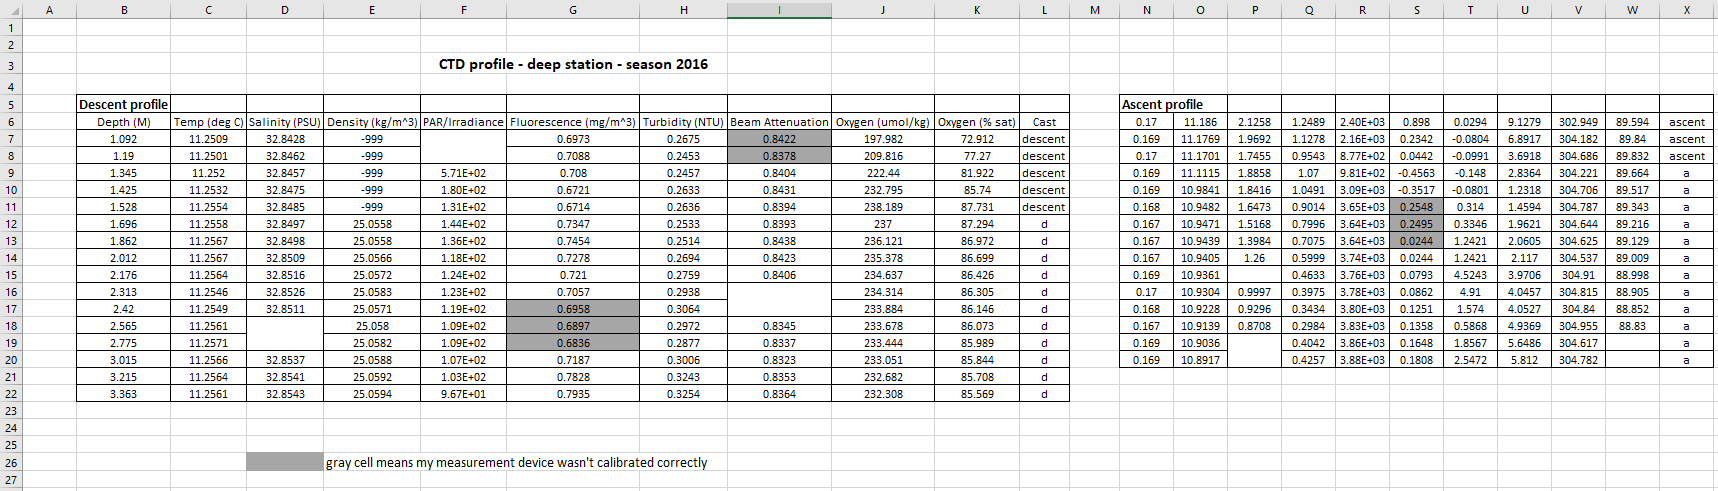 A B C D E F G H I J K L M N O P Q R S T U V W X
1
2
3 CTD profile - deep station - season 2016
4
5 Descent profile Ascent profile
6 Depth (M) Temp (deg C) Salinity (PSU) Density (kg/m^3) PAR/Irradiance Fluorescence (mg/m^3) Turbidity (NTU) Beam Attenuation Oxygen (umol/kg) Oxygen (% sat) Cast 0.17 11.186 2.1258 1.2489 2.40E+03 0.898 0.0294 9.1279 302.949 89.594 ascent
7 1.092 11.2509 32.8428 -999 0.6973 0.2675 0.8422 197.982 72.912 descent 0.169 11.1769 1.9692 1.1278 2.16E+03 0.2342 -0.0804 6.8917 304.182 89.84 ascent
8 1.19 11.2501 32.8462 -999 0.7088 0.2453 0.8378 209.816 77.27 descent 0.17 11.1701 1.7455 0.9543 8.77E+02 0.0442 -0.0991 3.6918 304.686 89.832 ascent
9 1.345 11.252 32.8457 -999 5.71E+02 0.708 0.2457 0.8404 222.44 81.922 descent 0.169 11.1115 1.8858 1.07 9.81E+02 -0.4563 -0.148 2.8364 304.221 89.664 a
10 1.425 11.2532 32.8475 -999 1.80E+02 0.6721 0.2633 0.8431 232.795 85.74 descent 0.169 10.9841 1.8416 1.0491 3.09E+03 -0.3517 -0.0801 1.2318 304.706 89.517 a
11 1.528 11.2554 32.8485 -999 1.31E+02 0.6714 0.2636 0.8394 238.189 87.731 descent 0.168 10.9482 1.6473 0.9014 3.65E+03 0.2548 0.314 1.4594 304.787 89.343 a
12 1.696 11.2558 32.8497 25.0558 1.44E+02 0.7347 0.2533 0.8393 237 87.294 d 0.167 10.9471 1.5168 0.7996 3.64E+03 0.2495 0.3346 1.9621 304.644 89.216 a
13 1.862 11.2567 32.8498 25.0558 1.36E+02 0.7454 0.2514 0.8438 236.121 86.972 d 0.167 10.9439 1.3984 0.7075 3.64E+03 0.0244 1.2421 2.0605 304.625 89.129 a
14 2.012 11.2567 32.8509 25.0566 1.18E+02 0.7278 0.2694 0.8423 235.378 86.699 d 0.167 10.9405 1.26 0.5999 3.74E+03 0.0244 1.2421 2.117 304.537 89.009 a
15 2.176 11.2564 32.8516 25.0572 1.24E+02 0.721 0.2759 0.8406 234.637 86.426 d 0.169 10.9361 0.4633 3.76E+03 0.0793 4.5243 3.9706 304.91 88.998 a
16 2.313 11.2546 32.8526 25.0583 1.23E+02 0.7057 0.2938 234.314 86.305 d 0.17 10.9304 0.9997 0.3975 3.78E+03 0.0862 4.91 4.0457 304.815 88.905 a
17 2.42 11.2549 32.8511 25.0571 1.19E+02 0.6958 0.3064 233.884 86.146 d 0.168 10.9228 0.9296 0.3434 3.80E+03 0.1251 1.574 4.0527 304.84 88.852 a
18 2.565 11.2561 25.058 1.09E+02 0.6897 0.2972 0.8345 233.678 86.073 d 0.167 10.9139 0.8708 0.2984 3.83E+03 0.1358 0.5868 4.9369 304.955 88.83 a
19 2.775 11.2571 25.0582 1.09E+02 0.6836 0.2877 0.8337 233.444 85.989 d 0.169 10.9036 0.4042 3.86E+03 0.1648 1.8567 5.6486 304.617 a
20 3.015 11.2566 32.8537 25.0588 1.07E+02 0.7187 0.3006 0.8323 233.051 85.844 d 0.169 10.8917 0.4257 3.88E+03 0.1808 2.5472 5.812 304.782 a
21 3.215 11.2564 32.8541 25.0592 1.03E+02 0.7828 0.3243 0.8353 232.682 85.708 d
22 3.363 11.2561 32.8543 25.0594 9.67E+01 0.7935 0.3254 0.8364 232.308 85.569 d
23
24
25
26 gray cell means my measurement device wasn't calibrated correctly
27